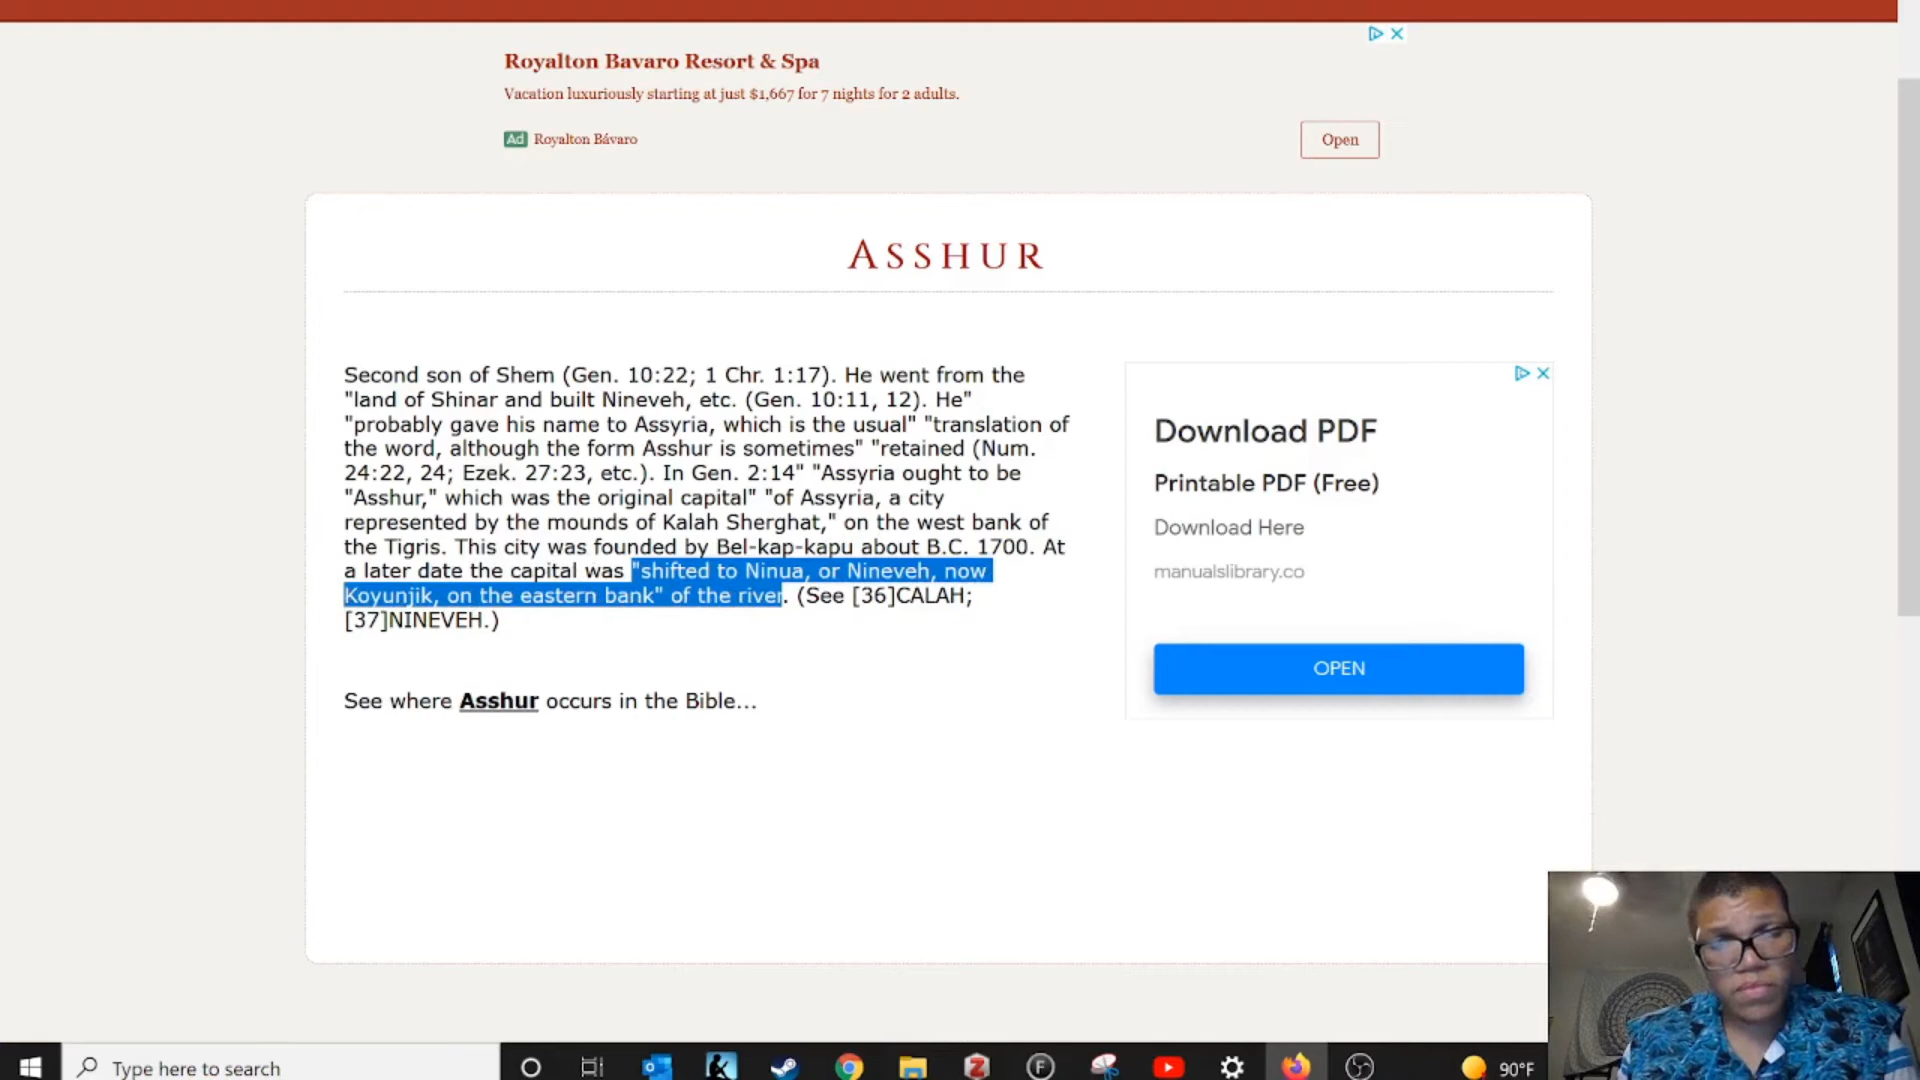 Royalton Bavaro Resort & Spa
Vacation luxuriously starting at just $1,667 for 7 nights for 2 adults.
Ad Royalton Bávaro
Open
ASSHUR
Second son of Shem (Gen. 10:22; 1 Chr. 1:17). He went from the
"land of Shinar and built Nineveh, etc. (Gen. 10:11, 12). He"
"probably gave his name to Assyria, which is the usual" "translation of
the word, although the form Asshur is sometimes" "retained (Num.
24:22, 24; Ezek. 27:23, etc.). In Gen. 2:14" "Assyria ought to be
"Asshur," which was the original capital" "of Assyria, a city
represented by the mounds of Kalah Sherghat," on the west bank of
the Tigris. This city was founded by Bel-kap-kapu about B.C. 1700. At
a later date the capital was "shifted to Ninua, or Nineveh, now
Koyunjik, on the eastern bank" of the river. (See [36]CALAH;
[37]NINEVEH.)
See where Asshur occurs in the Bible...
Download PDF
Printable PDF (Free)
Download Here
manualslibrary.co
OPEN
Type here to search
90°F